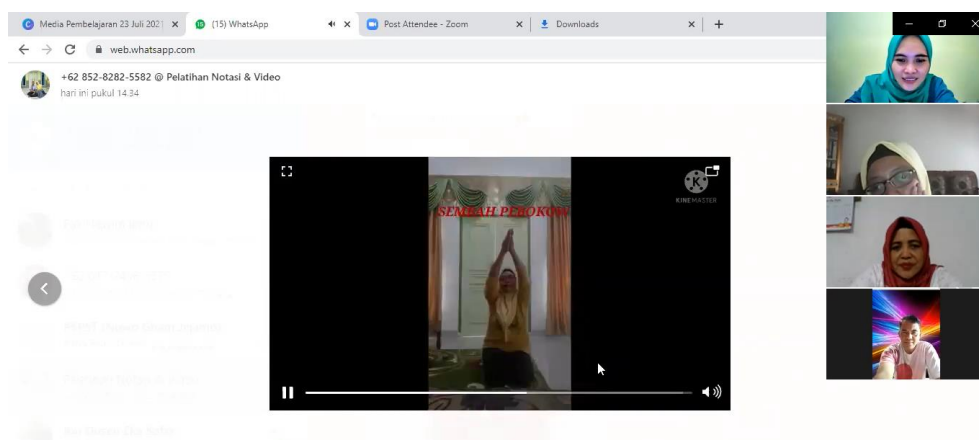 Media Pembelajaran 23 Juli 2021
(15) WhatsApp
Post Attendee - Zoom
Downloads
web.whatsapp.com
+62 852-8282-5582 @ Pelatihan Notasi & Video
hari ini pukul 14.34
SEMBAH PEBOKOW
KINEMASTER